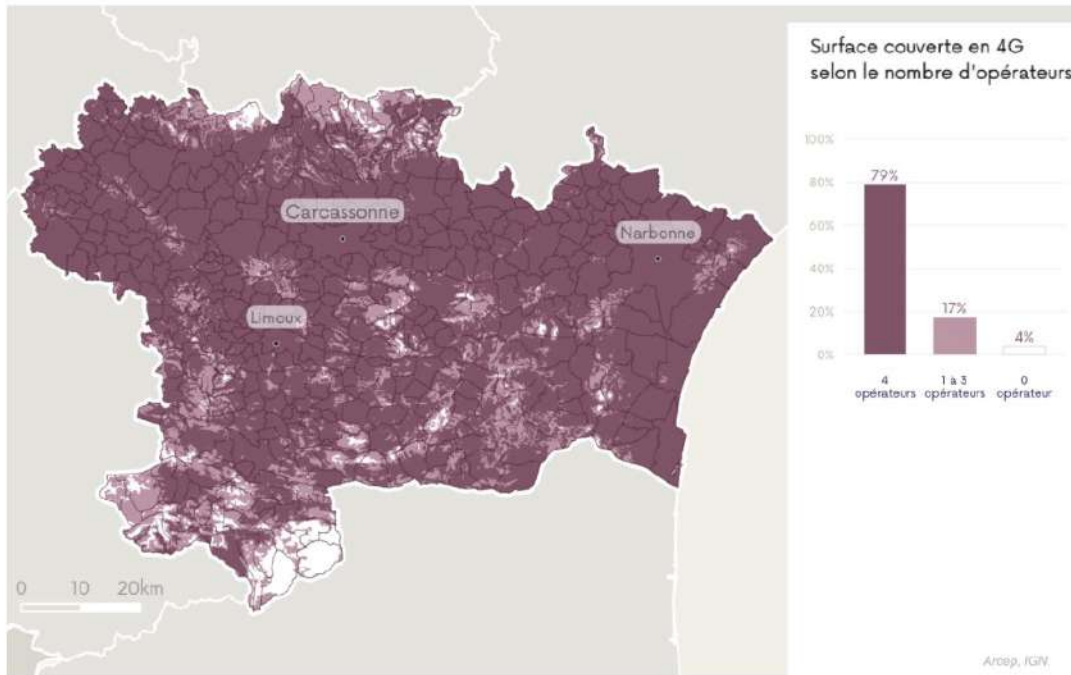 Carcassonne
Narbonne
Limoux
0 10 20km
Surface couverte en 4G
selon le nombre d'opérateurs
100%
80%
60%
40%
20%
0%
79%
17%
4%
4 opérateurs
1 à 3 opérateurs
0 opérateur
Arcep, IGN.